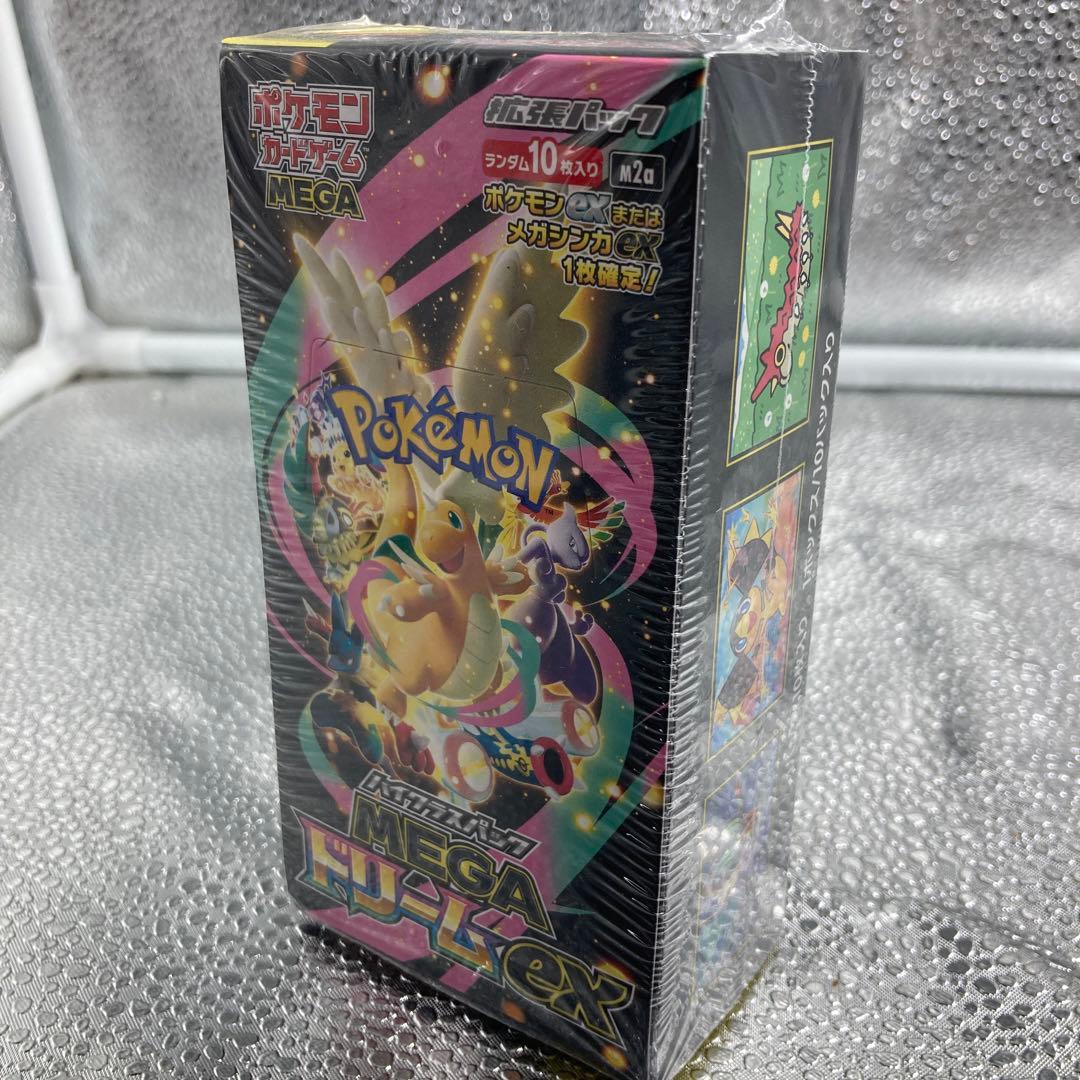 ポケモン
カードゲーム
MEGA
拡張パック
ランダム10枚入り
M2a
ポケモンexまたは
メガシンカex
1枚確定!
POKÉMON
TM
ハイクラスパック
MEGA
ドリームex